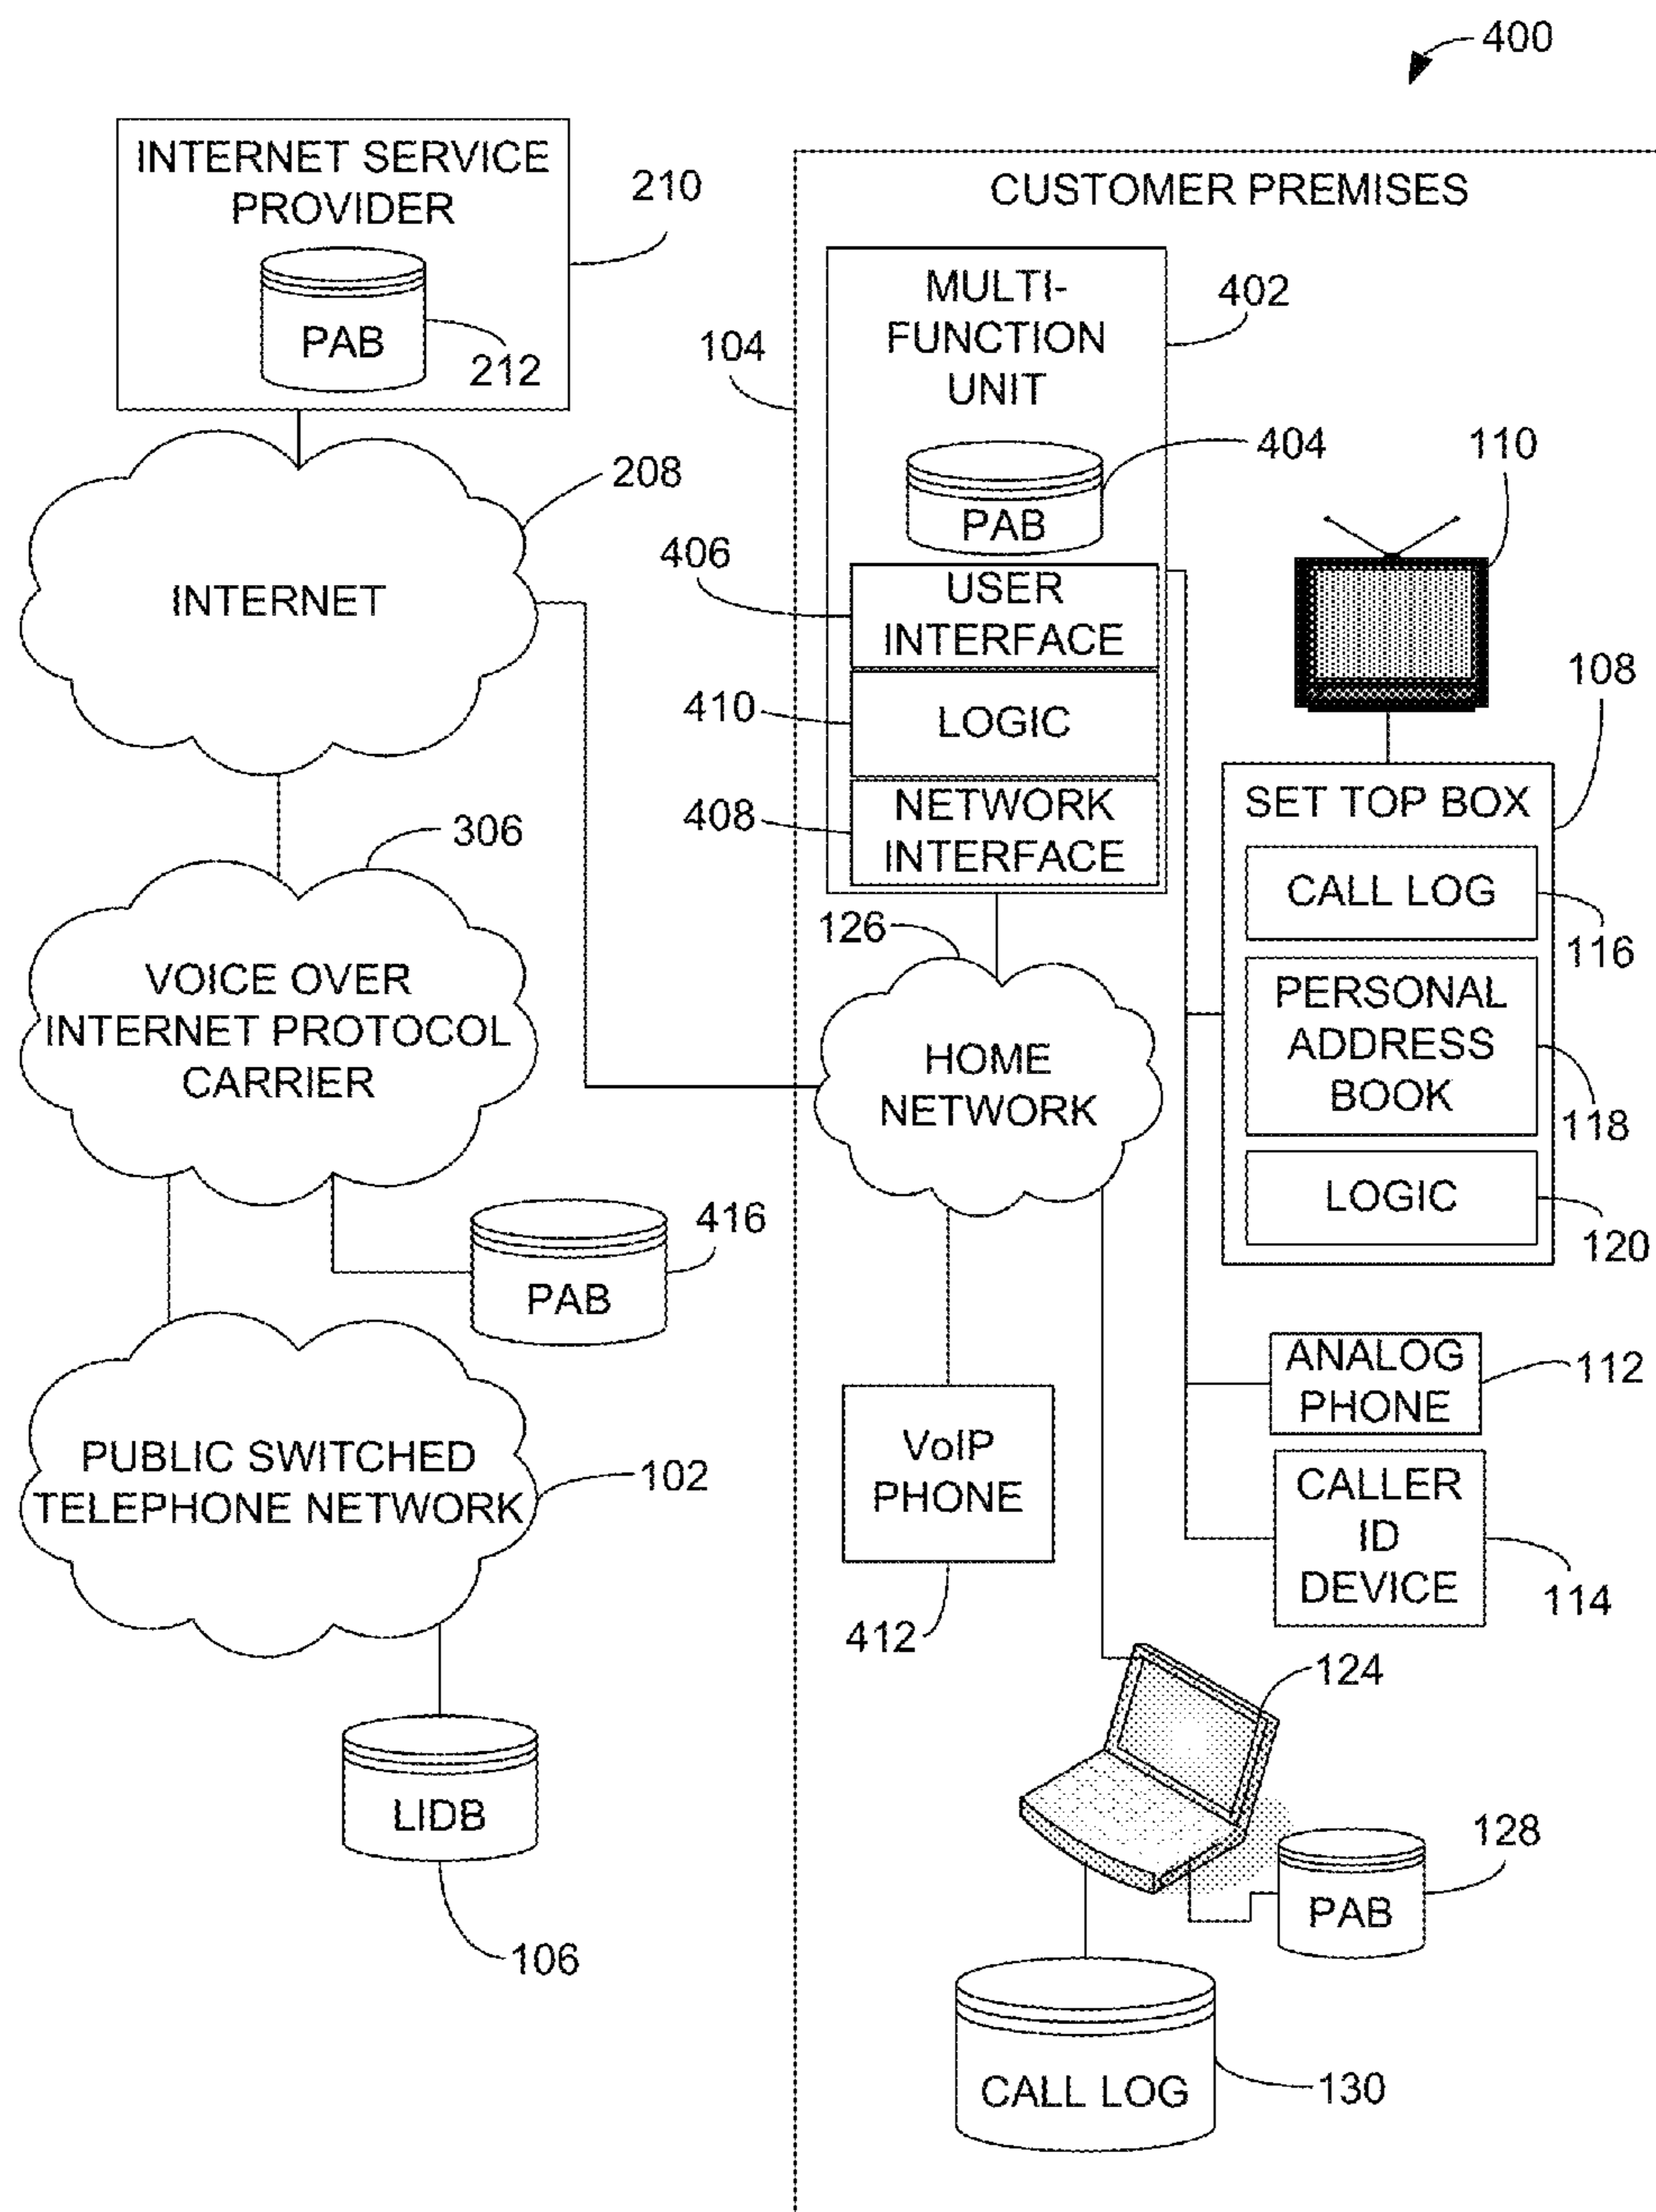 400
INTERNET SERVICE
PROVIDER
210
PAB
212
INTERNET
208
306
VOICE OVER
INTERNET PROTOCOL
CARRIER
416
PAB
PUBLIC SWITCHED
TELEPHONE NETWORK
102
LIDB
106
CUSTOMER PREMISES
104
MULTI-
FUNCTION
UNIT
402
404
PAB
406
USER
INTERFACE
410
LOGIC
408
NETWORK
INTERFACE
126
HOME
NETWORK
110
108
SET TOP BOX
CALL LOG
116
PERSONAL
ADDRESS
BOOK
118
LOGIC
120
ANALOG
PHONE
112
CALLER
ID
DEVICE
114
VoIP
PHONE
412
124
128
PAB
CALL LOG
130